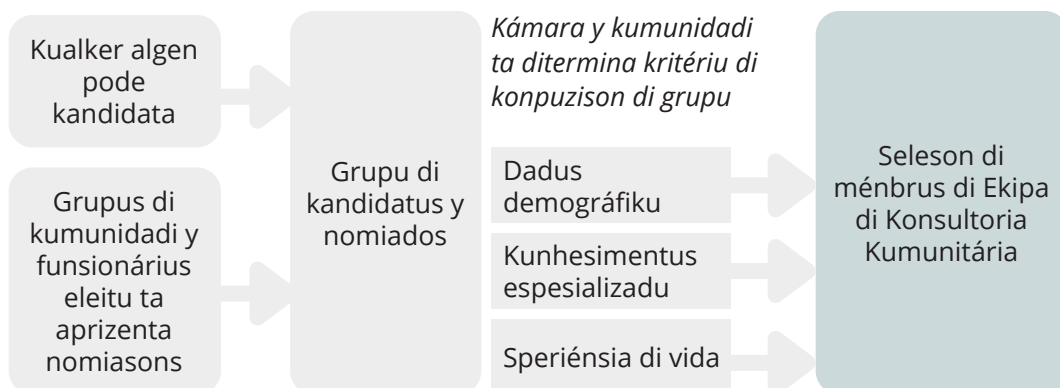 Kualker algen
pode
kandidata
Grupus di
kumunidadi y
funsionárius
eleitu ta
aprizenta
nomiasons
Grupu di
kandidatus y
nomiados
Kámara y kumunidadi
ta ditermina kritériu di
konpuzison di grupu
Dadus
demográfiku
Kunhesimentus
espesializadu
Speriénsia di vida
Seleson di
ménbrus di Ekipa
di Konsultoria
Kumunitária